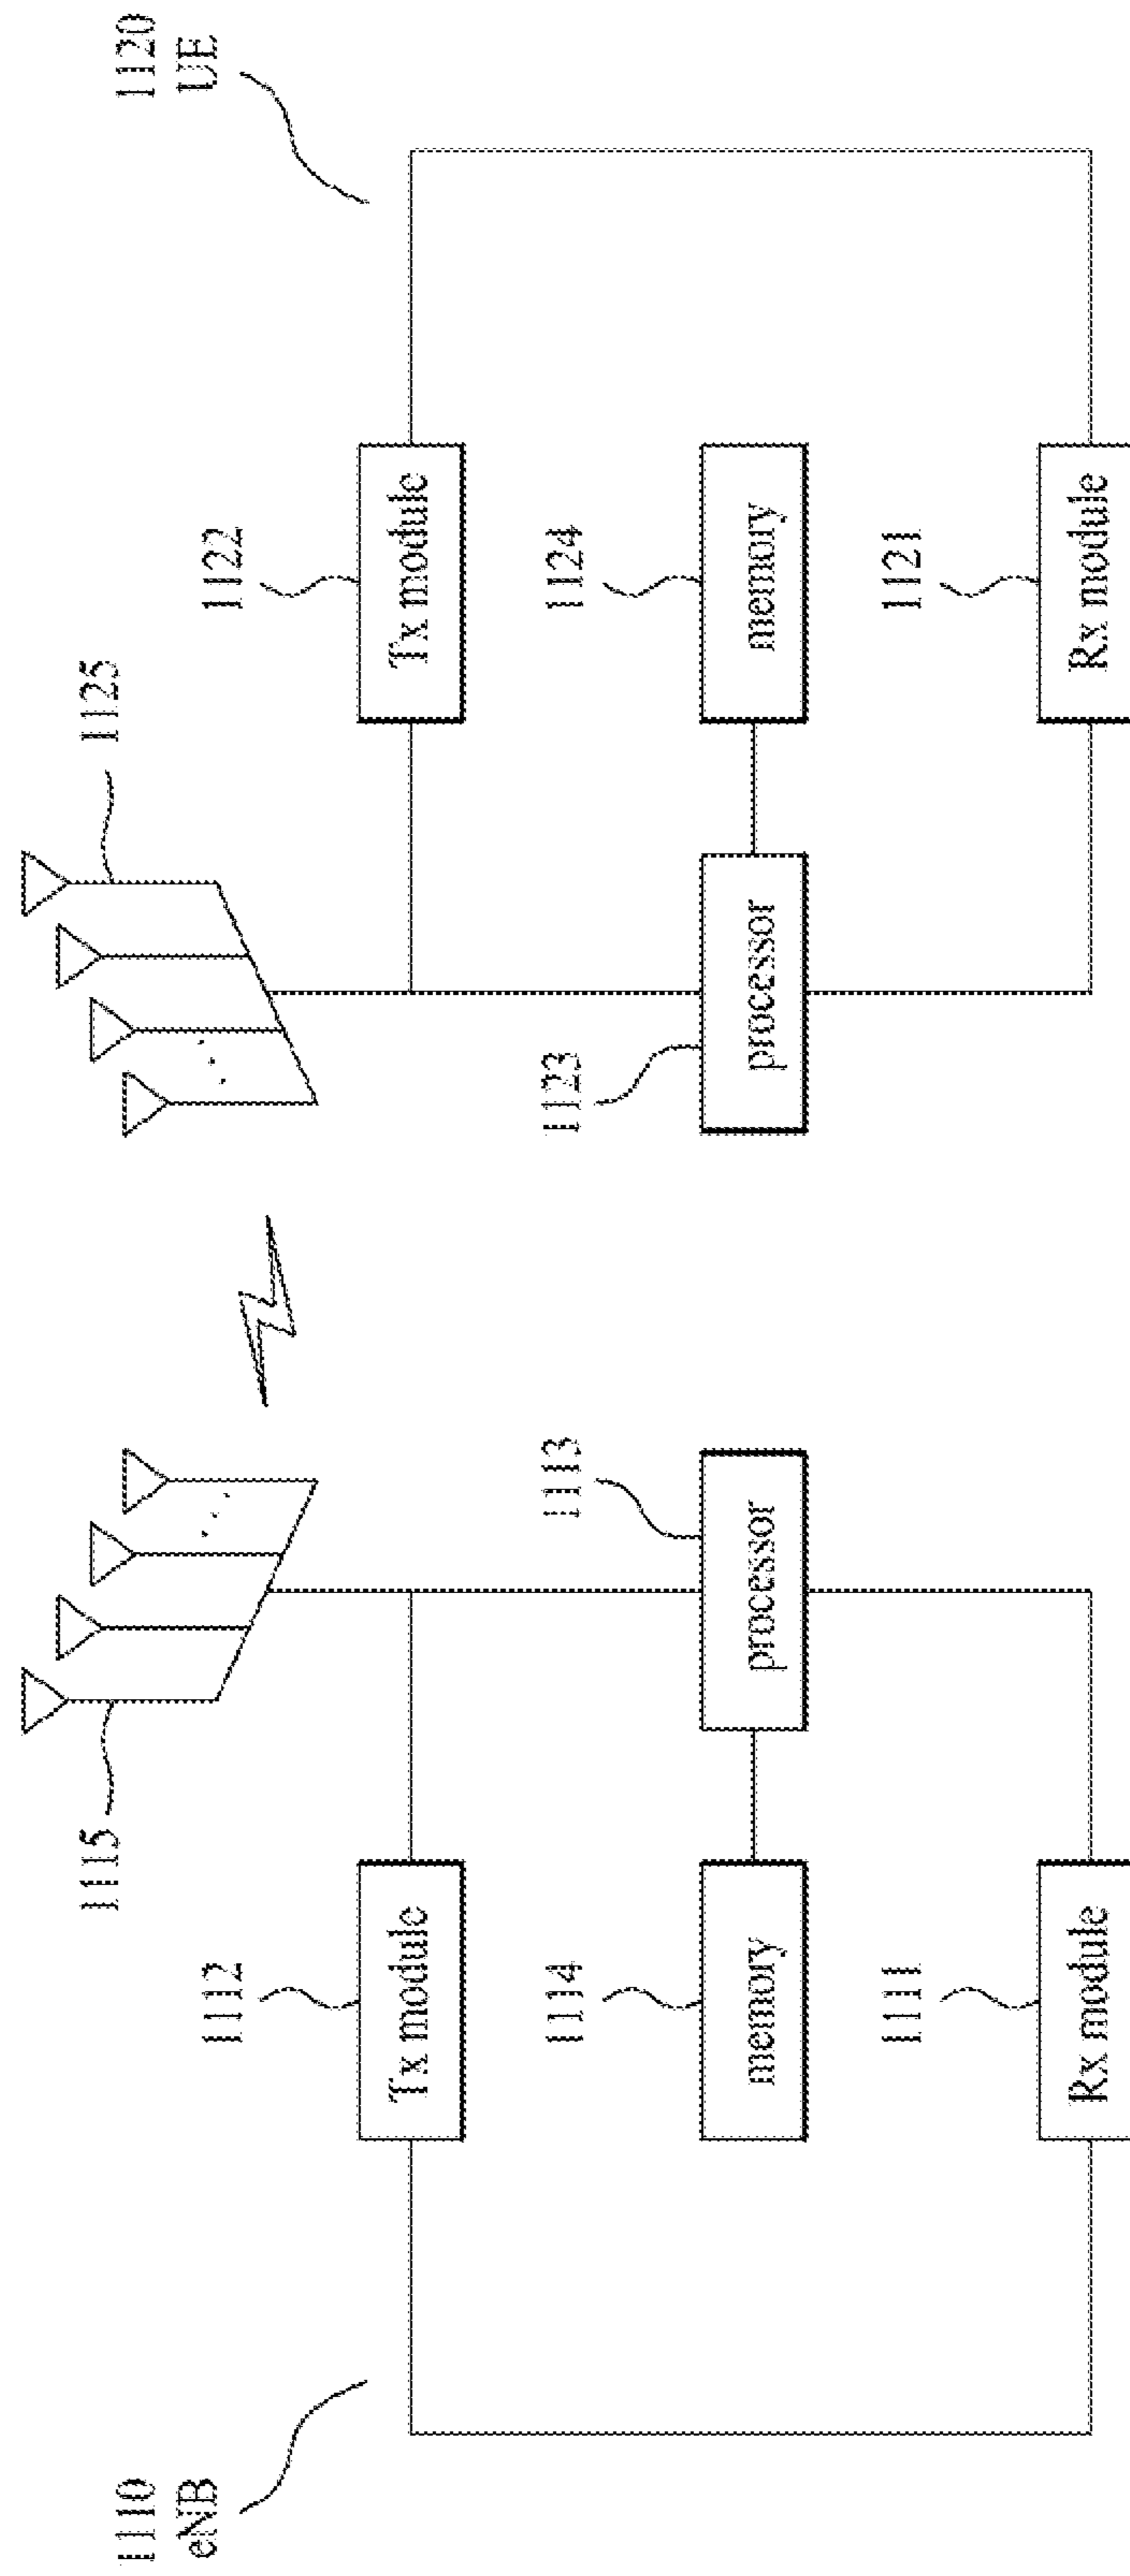 1110
eNB
1115
1112
Tx module
1114
memory
1113
processor
1111
Rx module
1120
UE
1125
1122
Tx module
1123
processor
1124
memory
1121
Rx module